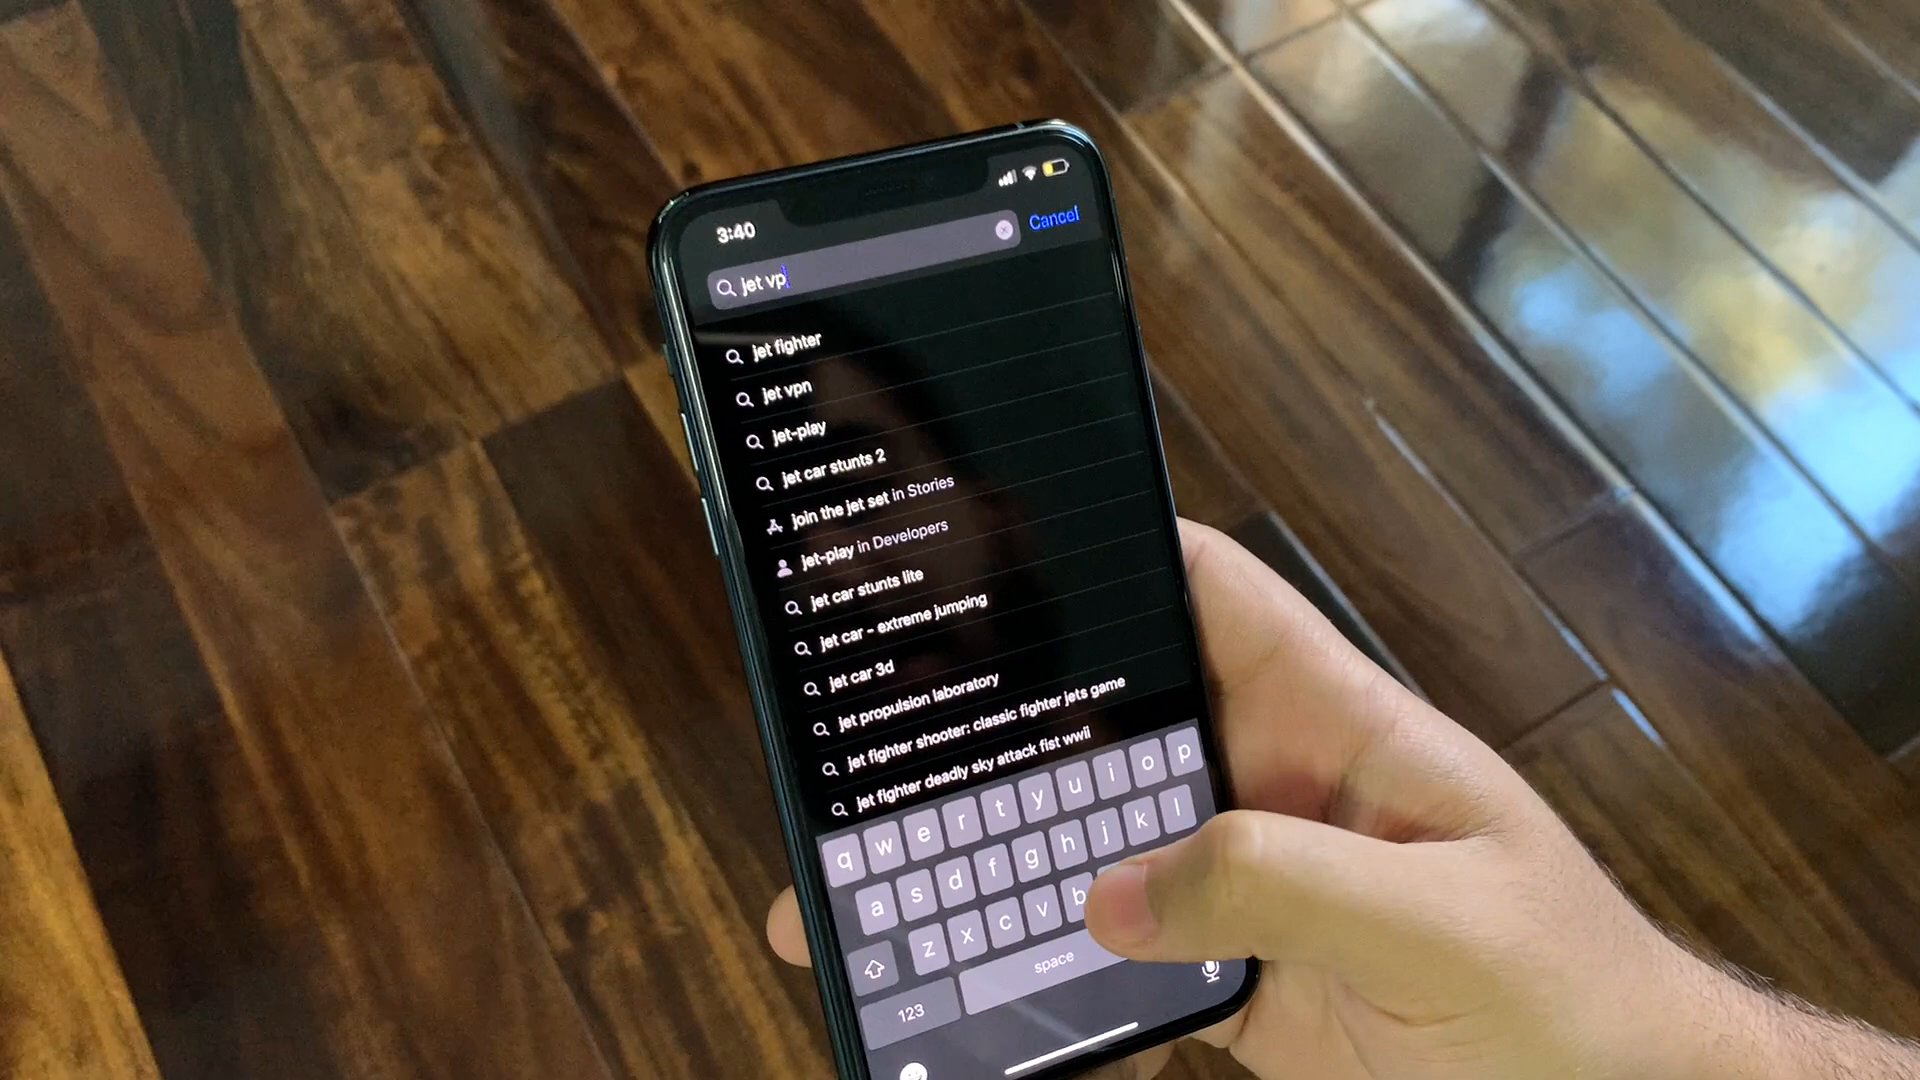 3:40
jet vp
Cancel
jet fighter
jet vpn
jet-play
jet car stunts 2
join the jet set in Stories
jet-play in Developers
jet car stunts lite
jet car - extreme jumping
jet car 3d
jet propulsion laboratory
jet fighter shooter: classic fighter jets game
jet fighter deadly sky attack fist wwii
q w e r t y u i o p
a s d f g h j k l
z x c v b
123 space